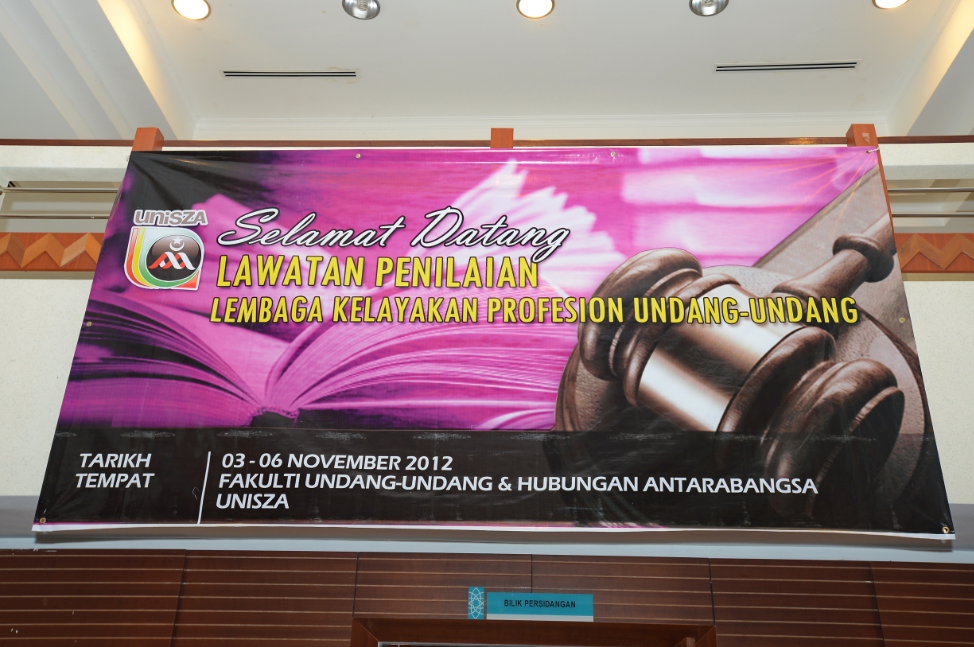 UNISZA
Selamat Datang
LAWATAN PENILAIAN
LEMBAGA KELAYAKAN PROFESION UNDANG-UNDANG
TARIKH 03 - 06 NOVEMBER 2012
TEMPAT FAKULTI UNDANG-UNDANG & HUBUNGAN ANTARABANGSA
UNISZA
BILIK PERSIDANGAN